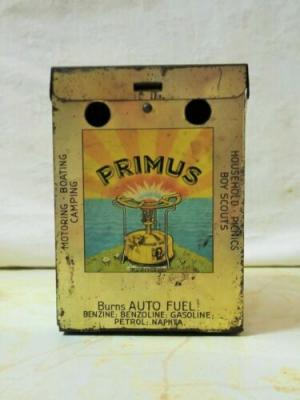 PRIMUS
MOTORING · BOATING
CAMPING
HOUSEHOLD · PICNICS
BOY SCOUTS
Burns AUTO FUEL!
BENZINE; BENZOLINE; GASOLINE;
PETROL; NAPHTA.